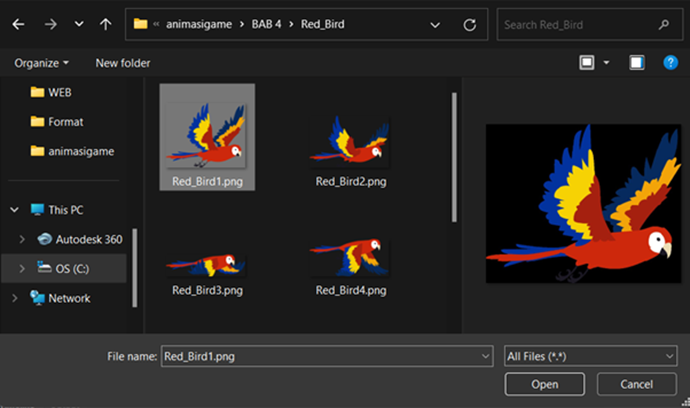 « animasigame > BAB 4 > Red_Bird
Search Red_Bird
Organize
New folder
WEB
Format
animasigame
This PC
Autodesk 360
OS (C:)
Network
Red_Bird1.png
Red_Bird2.png
Red_Bird3.png
Red_Bird4.png
File name:
Red_Bird1.png
All Files (*.*)
Open
Cancel